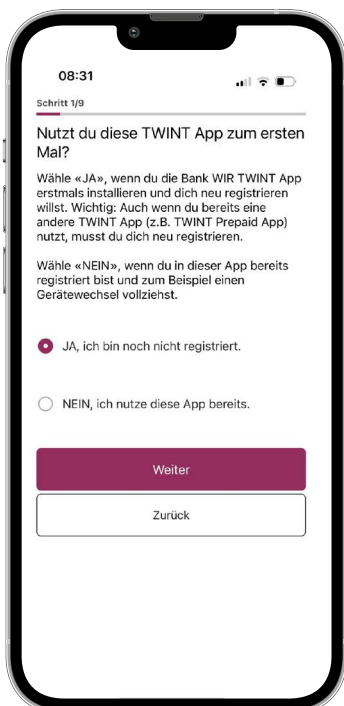 08:31
Schritt 1/9
Nutzt du diese TWINT App zum ersten
Mal?
Wähle «JA», wenn du die Bank WIR TWINT App
erstmals installieren und dich neu registrieren
willst. Wichtig: Auch wenn du bereits eine
andere TWINT App (z.B. TWINT Prepaid App)
nutzt, musst du dich neu registrieren.
Wähle «NEIN», wenn du in dieser App bereits
registriert bist und zum Beispiel einen
Gerätewechsel vollziehst.
JA, ich bin noch nicht registriert.
NEIN, ich nutze diese App bereits.
Weiter
Zurück